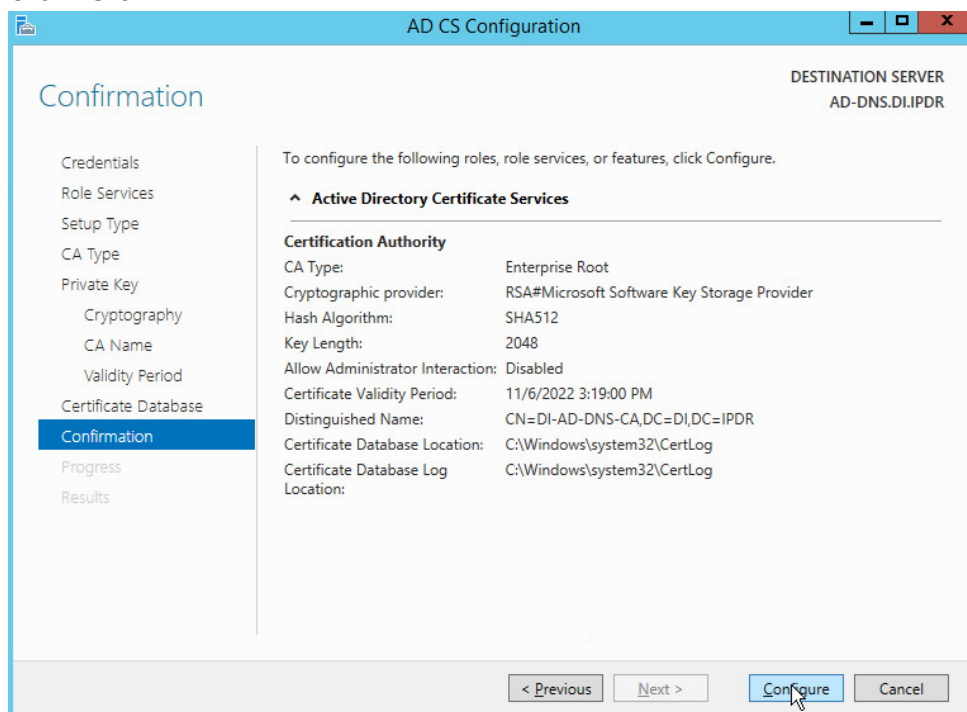 AD CS Configuration
Confirmation
DESTINATION SERVER
AD-DNS.DI.IPDR
Credentials
Role Services
Setup Type
CA Type
Private Key
Cryptography
CA Name
Validity Period
Certificate Database
Confirmation
Progress
Results
To configure the following roles, role services, or features, click Configure.
Active Directory Certificate Services
Certification Authority
CA Type: Enterprise Root
Cryptographic provider: RSA#Microsoft Software Key Storage Provider
Hash Algorithm: SHA512
Key Length: 2048
Allow Administrator Interaction: Disabled
Certificate Validity Period: 11/6/2022 3:19:00 PM
Distinguished Name: CN=DI-AD-DNS-CA,DC=DI,DC=IPDR
Certificate Database Location: C:\Windows\system32\CertLog
Certificate Database Log C:\Windows\system32\CertLog
Location:
< Previous Next > Configure Cancel